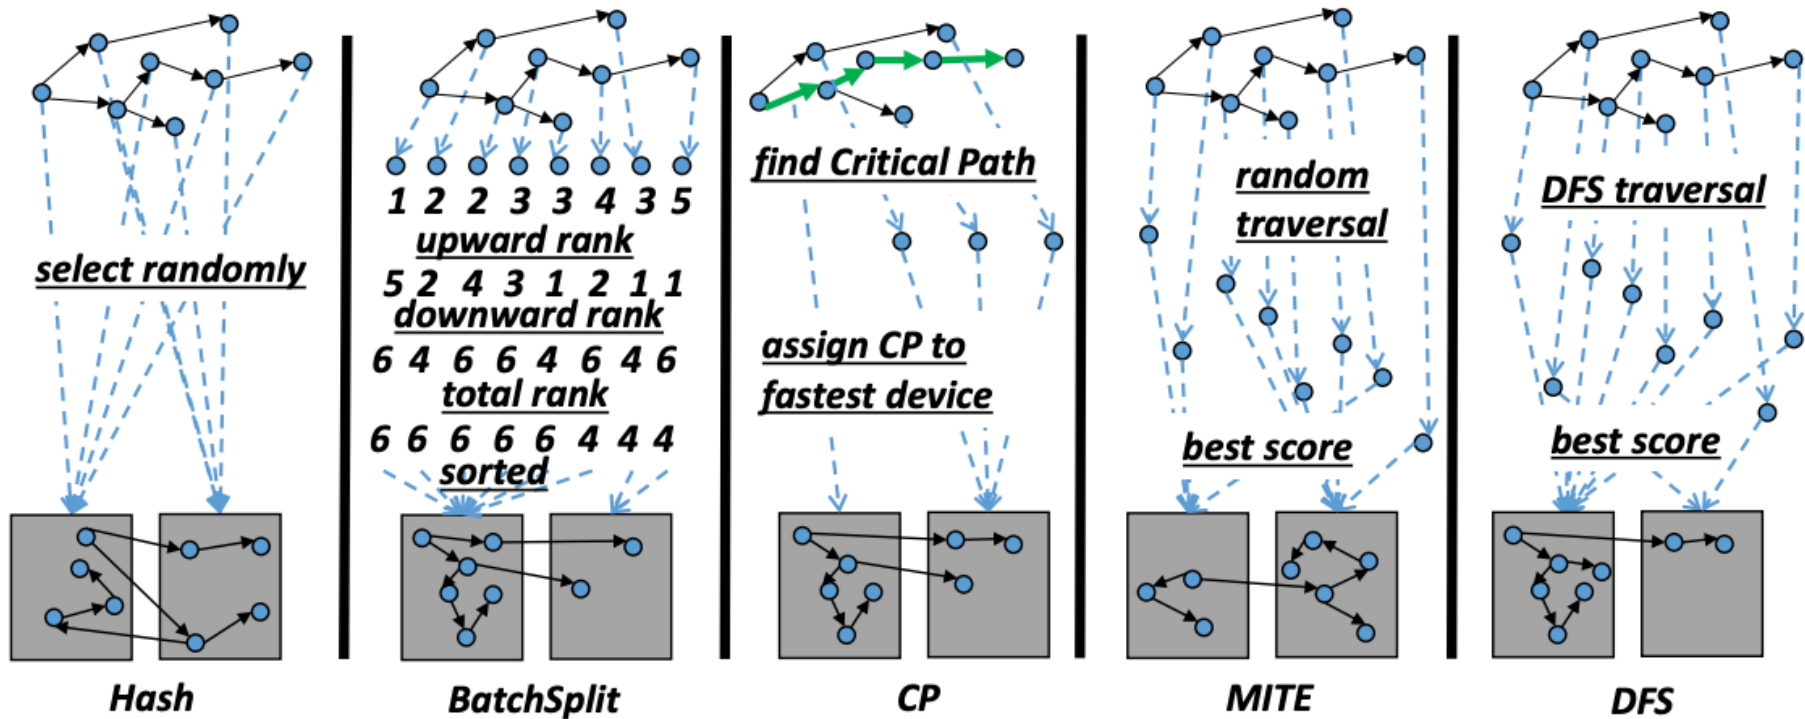 select randomly
1 2 2 3 3 4 3 5
upward rank
5 2 4 3 1 2 1 1
downward rank
6 4 6 6 4 6 4 6
total rank
6 6 6 6 6 4 4 4
sorted
find Critical Path
assign CP to
fastest device
random
traversal
best score
DFS traversal
best score
Hash
BatchSplit
CP
MITE
DFS